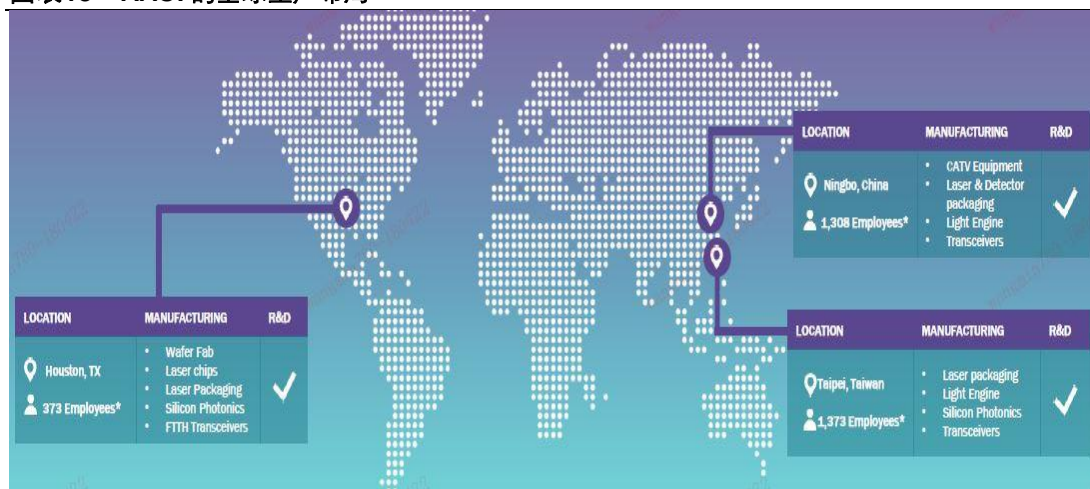 LOCATION MANUFACTURING R&D
Ningbo, China
1,308 Employees*
• CATV Equipment
• Laser & Detector
packaging
• Light Engine
• Transceivers
LOCATION MANUFACTURING R&D
Houston, TX
373 Employees*
• Wafer Fab
• Laser chips
• Laser Packaging
• Silicon Photonics
• FTTH Transceivers
LOCATION MANUFACTURING R&D
Taipei, Taiwan
1,373 Employees*
• Laser packaging
• Light Engine
• Silicon Photonics
• Transceivers